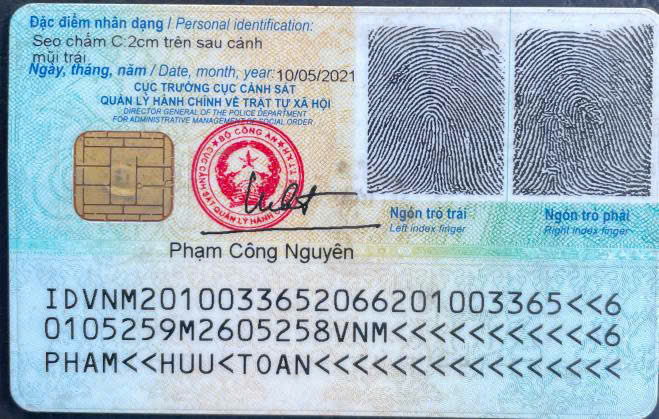 Đặc điểm nhân dạng / Personal identification:
Sẹo chấm C:2cm trên sau cánh
mũi trái
Ngày, tháng, năm / Date, month, year: 10/05/2021
CỤC TRƯỞNG CỤC CẢNH SÁT
QUẢN LÝ HÀNH CHÍNH VỀ TRẬT TỰ XÃ HỘI
DIRECTOR GENERAL OF THE POLICE DEPARTMENT
FOR ADMINISTRATIVE MANAGEMENT OF SOCIAL ORDER
BỘ CÔNG AN
CỤC CẢNH SÁT QUẢN LÝ HÀNH
Phạm Công Nguyên
Ngón trỏ trái
Left index finger
Ngón trỏ phải
Right index finger
IDVNM2010033652066201003365<<6
0105259M2605258VNM<<<<<<<<<<<6
PHAM<<HUU<TOAN<<<<<<<<<<<<<<<<